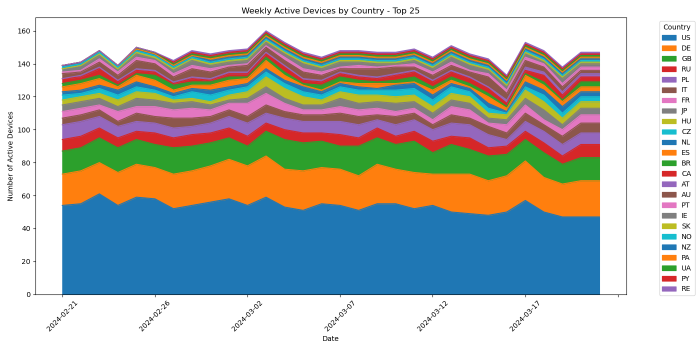 Weekly Active Devices by Country - Top 25
Number of Active Devices
160
140
120
100
80
60
40
20
0
2024-02-21
2024-02-26
2024-03-02
2024-03-07
2024-03-12
2024-03-17
Date
Country
US
DE
GB
RU
PL
IT
FR
JP
HU
CZ
NL
ES
BR
CA
AT
AU
PT
IE
SK
NO
NZ
PA
UA
PY
RE